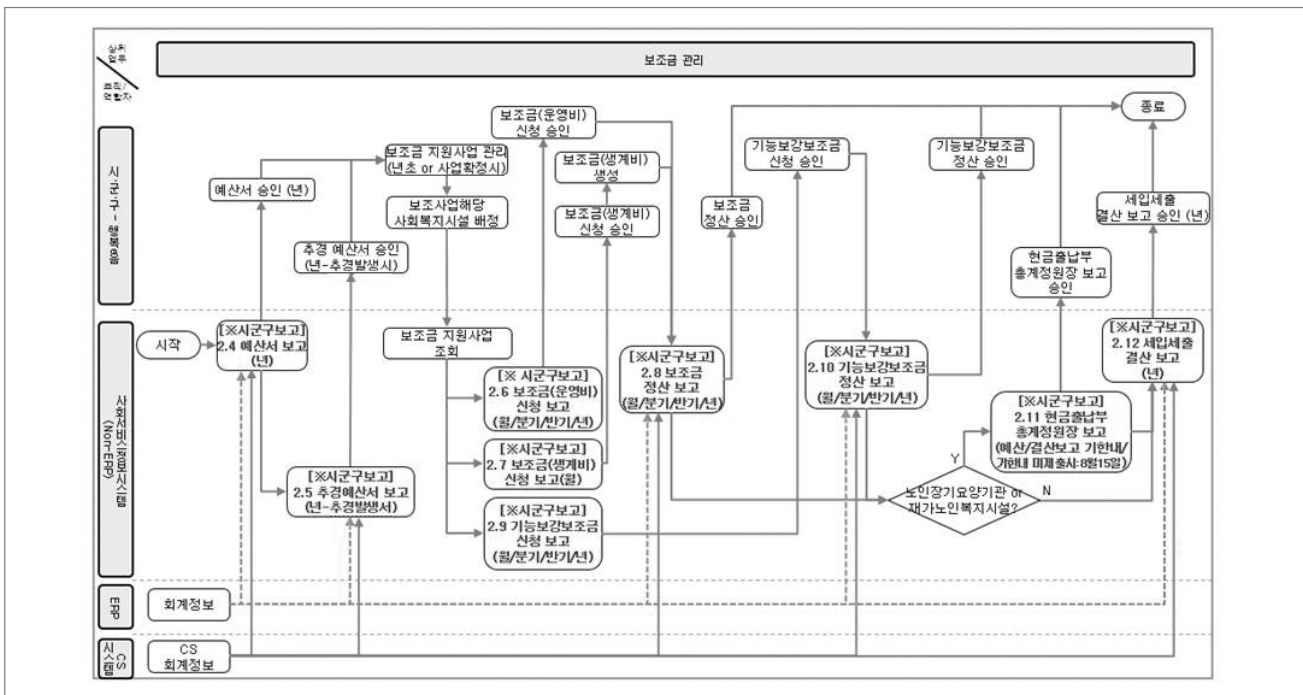 상위
업무
조직/
역할자
보조금 관리
시·군·구-행복e음
종료
보조금(운영비)
신청 승인
보조금 지원사업 관리
(년초 or 사업확정시)
보조금(생계비)
생성
기능보강보조금
신청 승인
기능보강보조금
정산 승인
예산서 승인 (년)
보조사업해당
사회복지시설 배정
보조금(생계비)
신청 승인
보조금
정산 승인
세입세출
결산 보고 승인 (년)
추경 예산서 승인
(년-추경발생시)
현금출납부
총계정원장 보고
승인
사회서비스정보시스템
(Non-ERP)
시작
[※시군구보고]
2.4 예산서 보고
(년)
보조금 지원사업
조회
[※ 시군구보고]
2.6 보조금(운영비)
신청 보고
(월/분기/반기/년)
[※시군구보고]
2.8 보조금
정산 보고
(월/분기/반기/년)
[※시군구보고]
2.10 기능보강보조금
정산 보고
(월/분기/반기/년)
[※시군구보고]
2.12 세입세출
결산 보고
(년)
[※시군구보고]
2.11 현금출납부
총계정원장 보고
(예산/결산보고 기한내/
기한내 미제출시:8월15일)
[※시군구보고]
2.7 보조금(생계비)
신청 보고(월)
[※시군구보고]
2.5 추경예산서 보고
(년-추경발생서)
[※시군구보고]
2.9 기능보강보조금
신청 보고
(월/분기/반기/년)
Y
노인장기요양기관 or
재가노인복지시설?
N
ERP
회계정보
CS
시스템
CS
회계정보